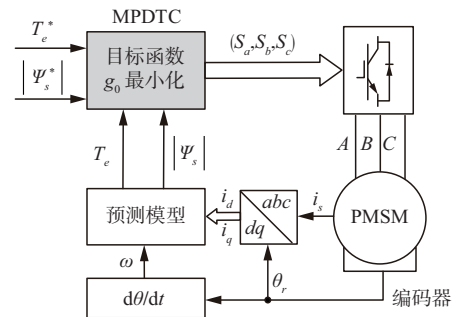 MPDTC
T_e^*
|Ψ_s^*|
目标函数
g_0 最小化
(S_a,S_b,S_c)
A B C
T_e
|Ψ_s|
预测模型
i_d
i_q
abc
dq
i_s
PMSM
ω
θ_r
dθ/dt
编码器